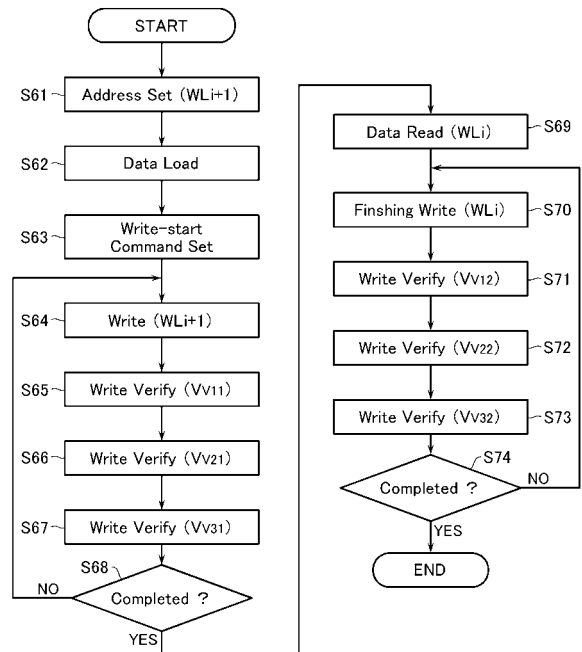 START
S61
Address Set (WLi+1)
S62
Data Load
S63
Write-start
Command Set
S64
Write (WLi+1)
S65
Write Verify (VV11)
S66
Write Verify (VV21)
S67
Write Verify (VV31)
S68
Completed ?
NO
YES
Data Read (WLi)
S69
Finshing Write (WLi)
S70
Write Verify (VV12)
S71
Write Verify (VV22)
S72
Write Verify (VV32)
S73
S74
Completed ?
NO
YES
END